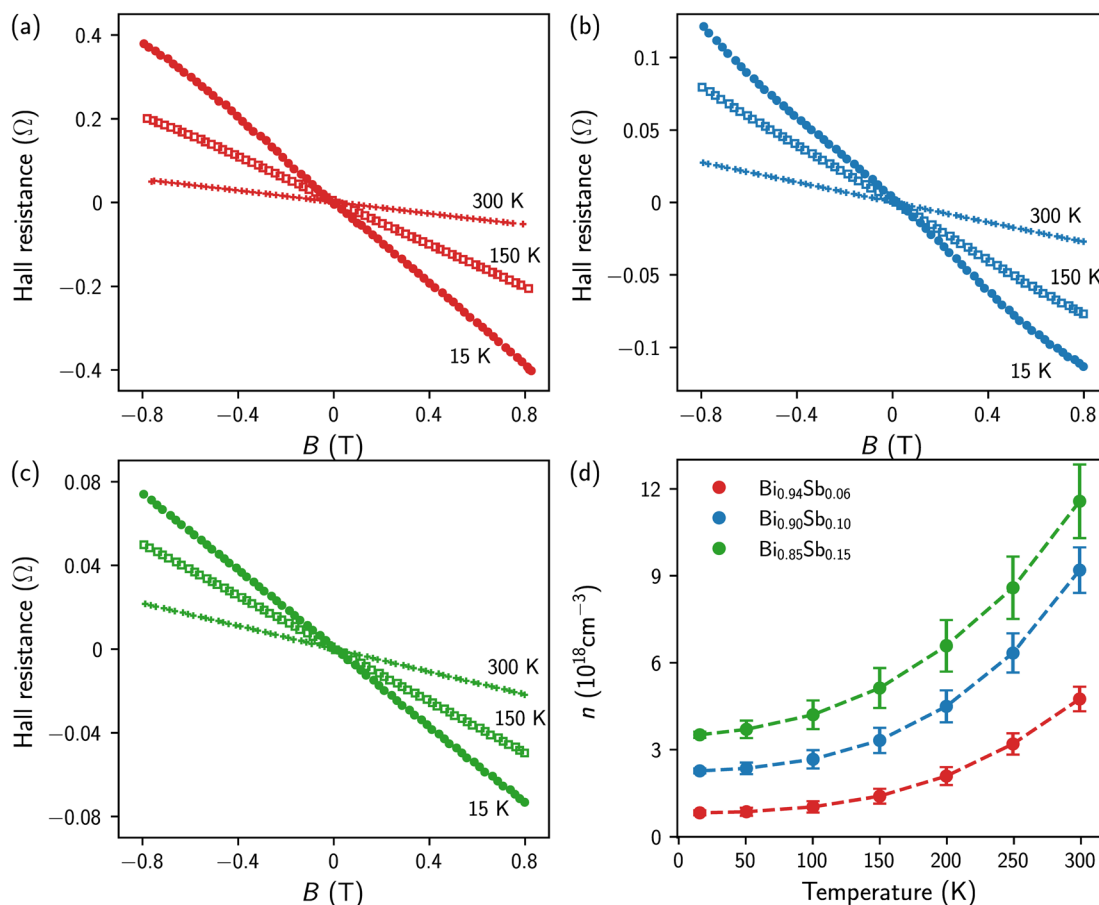 (a)
Hall resistance (Ω)
0.4
0.2
0
−0.2
−0.4
300 K
150 K
15 K
−0.8
−0.4
0
0.4
0.8
B (T)
(b)
Hall resistance (Ω)
0.1
0.05
0
−0.05
−0.1
300 K
150 K
15 K
−0.8
−0.4
0
0.4
0.8
B (T)
(c)
Hall resistance (Ω)
0.08
0.04
0
−0.04
−0.08
300 K
150 K
15 K
−0.8
−0.4
0
0.4
0.8
B (T)
(d)
n (10¹⁸cm⁻³)
12
9
6
3
0
Bi₀.₉₄Sb₀.₀₆
Bi₀.₉₀Sb₀.₁₀
Bi₀.₈₅Sb₀.₁₅
0
50
100
150
200
250
300
Temperature (K)